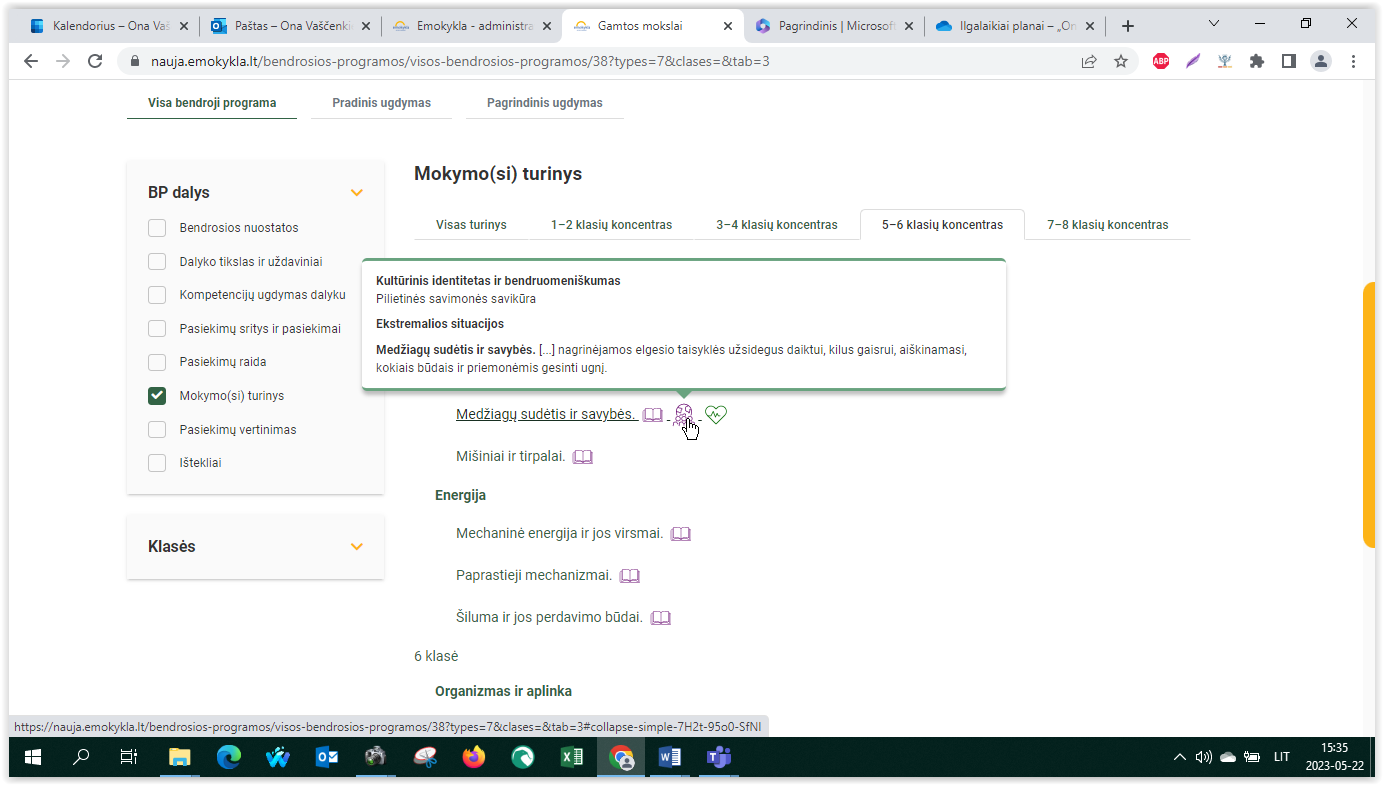 Kalendorius – Ona Vaš
Paštas – Ona Vaščenki
Emokykla - administra
Gamtos mokslai
Pagrindinis | Microsoft
Ilgalaikiai planai – „On
nauja.emokykla.lt/bendrosios-programos/visos-bendrosios-programos/38?types=7&clases=&tab=3
ABP
Visa bendroji programa
Pradinis ugdymas
Pagrindinis ugdymas
BP dalys
Bendrosios nuostatos
Dalyko tikslas ir uždaviniai
Kompetencijų ugdymas dalyku
Pasiekimų sritys ir pasiekimai
Pasiekimų raida
Mokymo(si) turinys
Pasiekimų vertinimas
Ištekliai
Klasės
Mokymo(si) turinys
Visas turinys
1–2 klasių koncentras
3–4 klasių koncentras
5–6 klasių koncentras
7–8 klasių koncentras
Kultūrinis identitetas ir bendruomeniškumas
Pilietinės savimonės savikūra
Ekstremalios situacijos
Medžiagų sudėtis ir savybės. [...] nagrinėjamos elgesio taisyklės užsidegus daiktui, kilus gaisrui, aiškinamasi,
kokiais būdais ir priemonėmis gesinti ugnį.
Medžiagų sudėtis ir savybės.
Mišiniai ir tirpalai.
Energija
Mechaninė energija ir jos virsmai.
Paprastieji mechanizmai.
Šiluma ir jos perdavimo būdai.
6 klasė
Organizmas ir aplinka
https://nauja.emokykla.lt/bendrosios-programos/visos-bendrosios-programos/38?types=7&clases=&tab=3#collapse-simple-7H2t-95o0-SfNI
LIT
15:35
2023-05-22